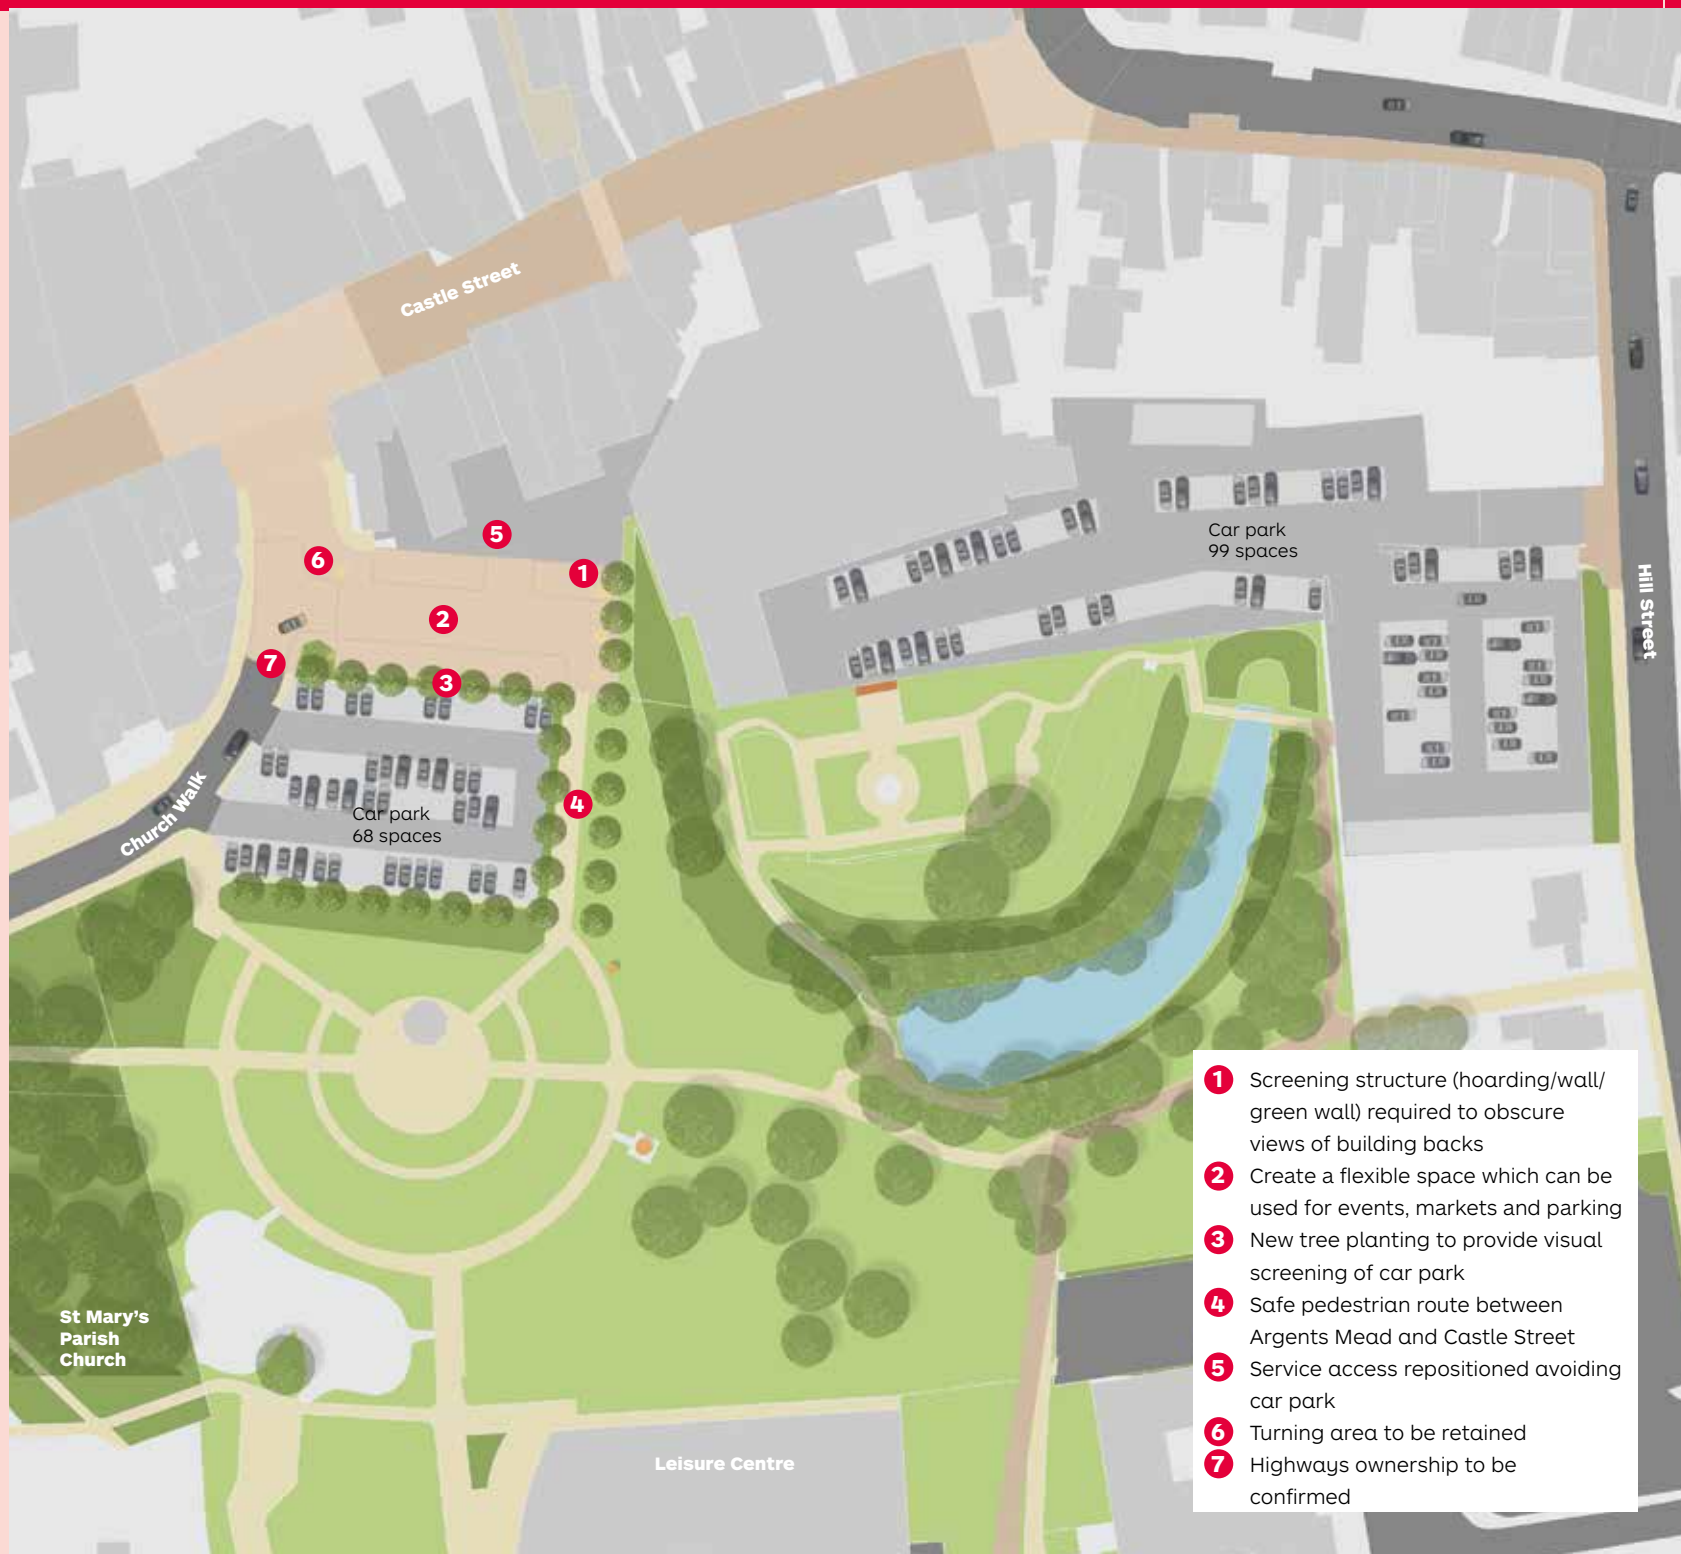 Castle Street
5
6
1
2
7
3
Car park
99 spaces
Hill Street
4
Church Walk
Car park
68 spaces
St Mary’s
Parish
Church
Leisure Centre
1 Screening structure (hoarding/wall/
green wall) required to obscure
views of building backs
2 Create a flexible space which can be
used for events, markets and parking
3 New tree planting to provide visual
screening of car park
4 Safe pedestrian route between
Argents Mead and Castle Street
5 Service access repositioned avoiding
car park
6 Turning area to be retained
7 Highways ownership to be
confirmed